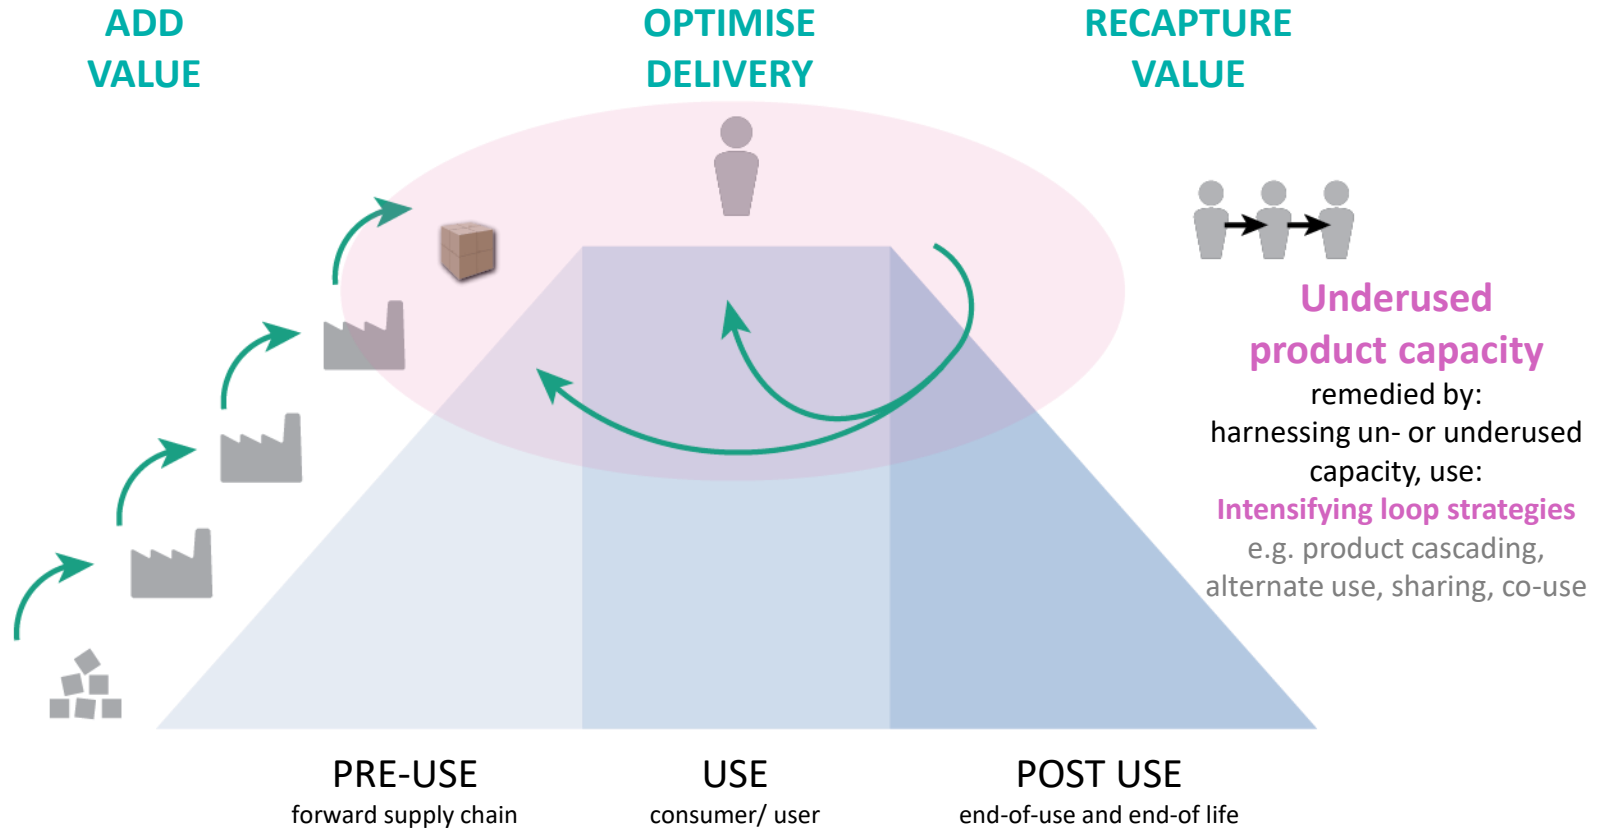 ADD
VALUE
OPTIMISE
DELIVERY
RECAPTURE
VALUE
Underused
product capacity
remedied by:
harnessing un- or underused
capacity, use:
Intensifying loop strategies
e.g. product cascading,
alternate use, sharing, co-use
PRE-USE
forward supply chain
USE
consumer/ user
POST USE
end-of-use and end-of life